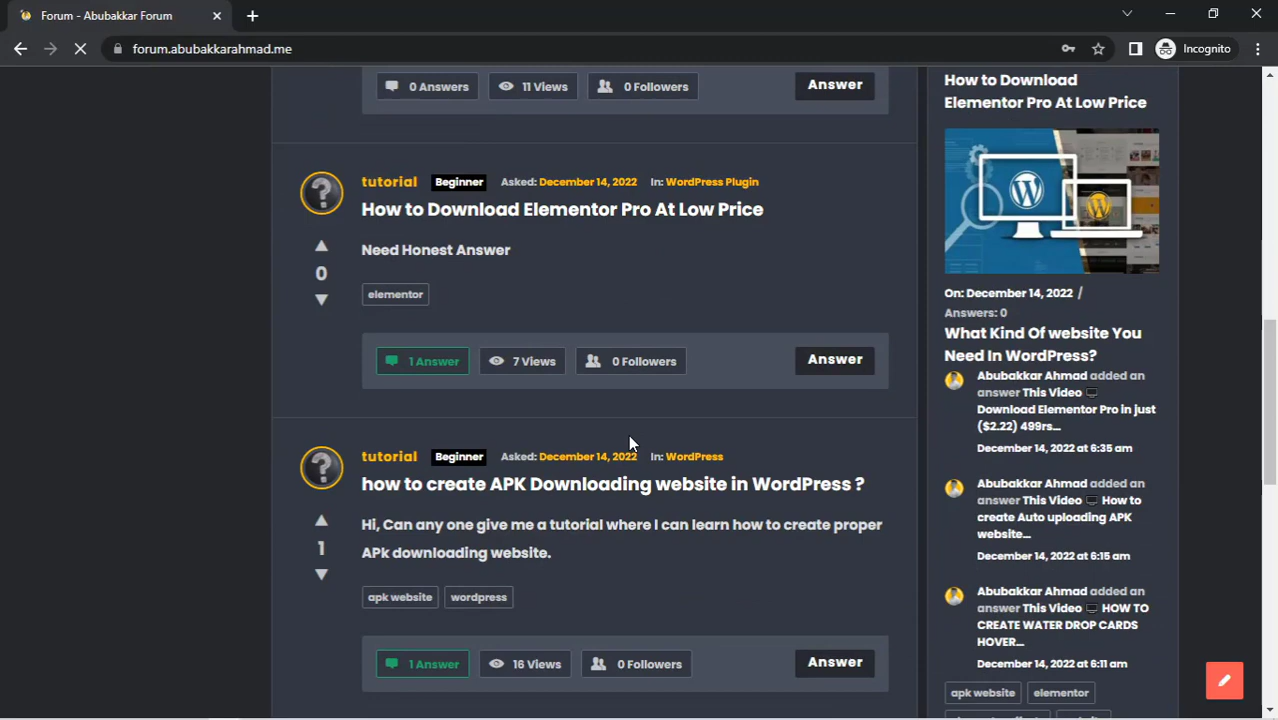 Forum - Abubakkar Forum
forum.abubakkarahmad.me
Incognito
0 Answers
11 Views
0 Followers
Answer
tutorial Beginner Asked: December 14, 2022 In: WordPress Plugin
How to Download Elementor Pro At Low Price
0
Need Honest Answer
elementor
1 Answer
7 Views
0 Followers
Answer
tutorial Beginner Asked: December 14, 2022 In: WordPress
how to create APK Downloading website in WordPress ?
1
Hi, Can any one give me a tutorial where I can learn how to create proper
APk downloading website.
apk website
wordpress
1 Answer
16 Views
0 Followers
Answer
How to Download
Elementor Pro At Low Price
On: December 14, 2022 /
Answers: 0
What Kind Of website You
Need In WordPress?
Abubakkar Ahmad added an
answer This Video
Download Elementor Pro in just
($2.22) 499rs...
December 14, 2022 at 6:35 am
Abubakkar Ahmad added an
answer This Video How to
create Auto uploading APK
website...
December 14, 2022 at 6:15 am
Abubakkar Ahmad added an
answer This Video HOW TO
CREATE WATER DROP CARDS
HOVER...
December 14, 2022 at 6:11 am
apk website
elementor